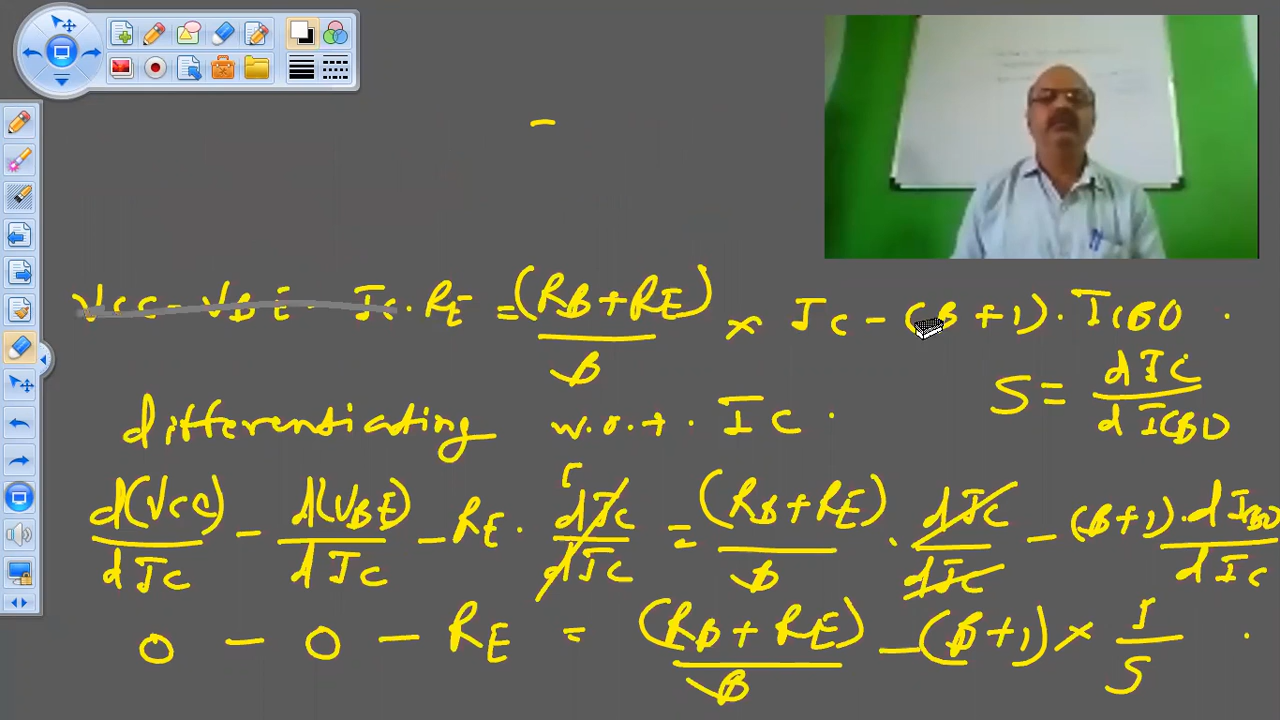 VCC - VBE - IC · RE = (RB + RE) / β × IC - (β + 1) · ICBO
S = dIC / dICBO
differentiating w.r.t. IC .
d(VCC) / dIC - d(VBE) / dIC - RE · dIC / dIC = (RB + RE) / β · dIC / dIC - (β + 1) · dICBO / dIC
0 - 0 - RE = (RB + RE) / β - (β + 1) × 1 / S